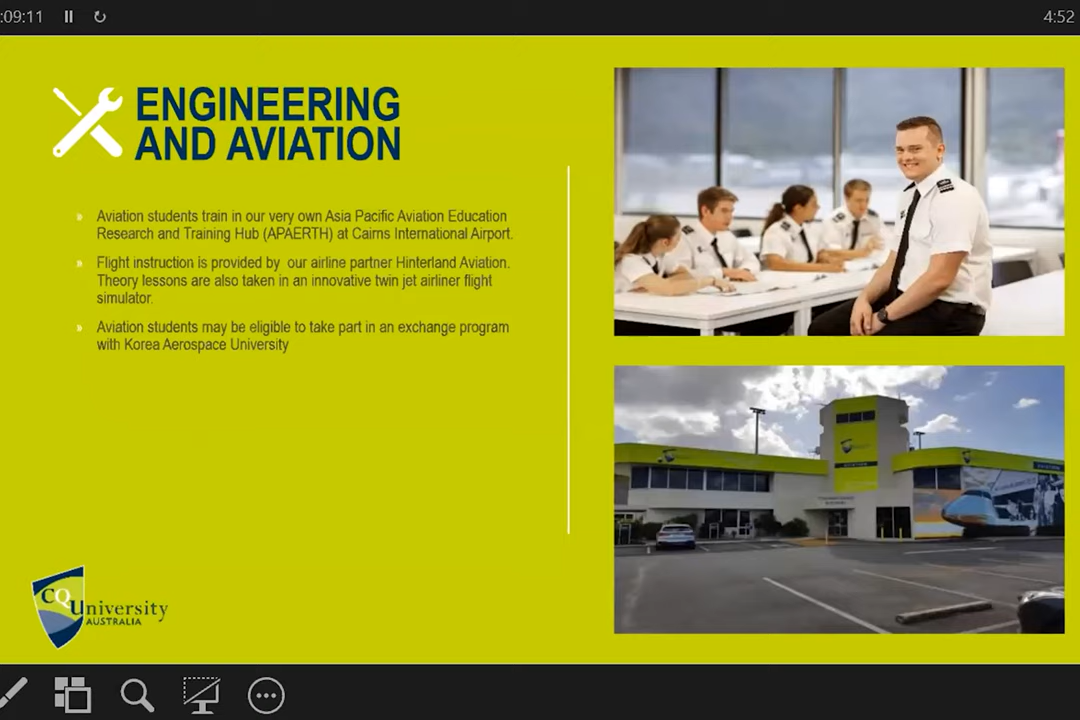 :09:11
4:52
ENGINEERING
AND AVIATION
» Aviation students train in our very own Asia Pacific Aviation Education
Research and Training Hub (APAERTH) at Cairns International Airport.
» Flight instruction is provided by our airline partner Hinterland Aviation.
Theory lessons are also taken in an innovative twin jet airliner flight
simulator.
» Aviation students may be eligible to take part in an exchange program
with Korea Aerospace University
CQUniversity
AUSTRALIA